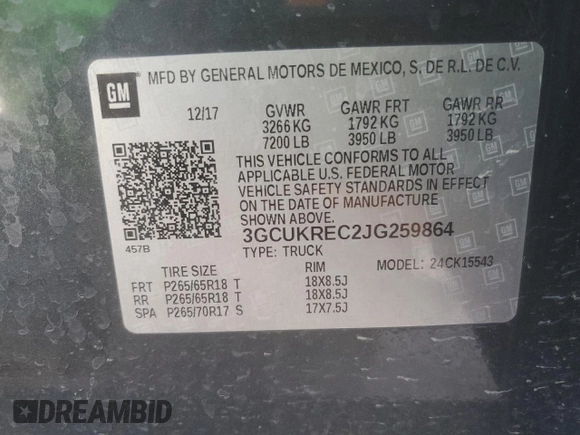 GM
MFD BY GENERAL MOTORS DE MEXICO, S. DE R.L. DE C.V.
12/17 GVWR GAWR FRT GAWR RR
3266 KG 1792 KG 1792 KG
7200 LB 3950 LB 3950 LB
THIS VEHICLE CONFORMS TO ALL
APPLICABLE U.S. FEDERAL MOTOR
VEHICLE SAFETY STANDARDS IN EFFECT
ON THE DATE OF MANUFACTURE
SHOWN ABOVE.
457B
3GCUKREC2JG259864
TYPE: TRUCK MODEL: 24CK15543
TIRE SIZE RIM
FRT P265/65R18 T 18X8.5J
RR P265/65R18 T 18X8.5J
SPA P265/70R17 S 17X7.5J
DREAMBID